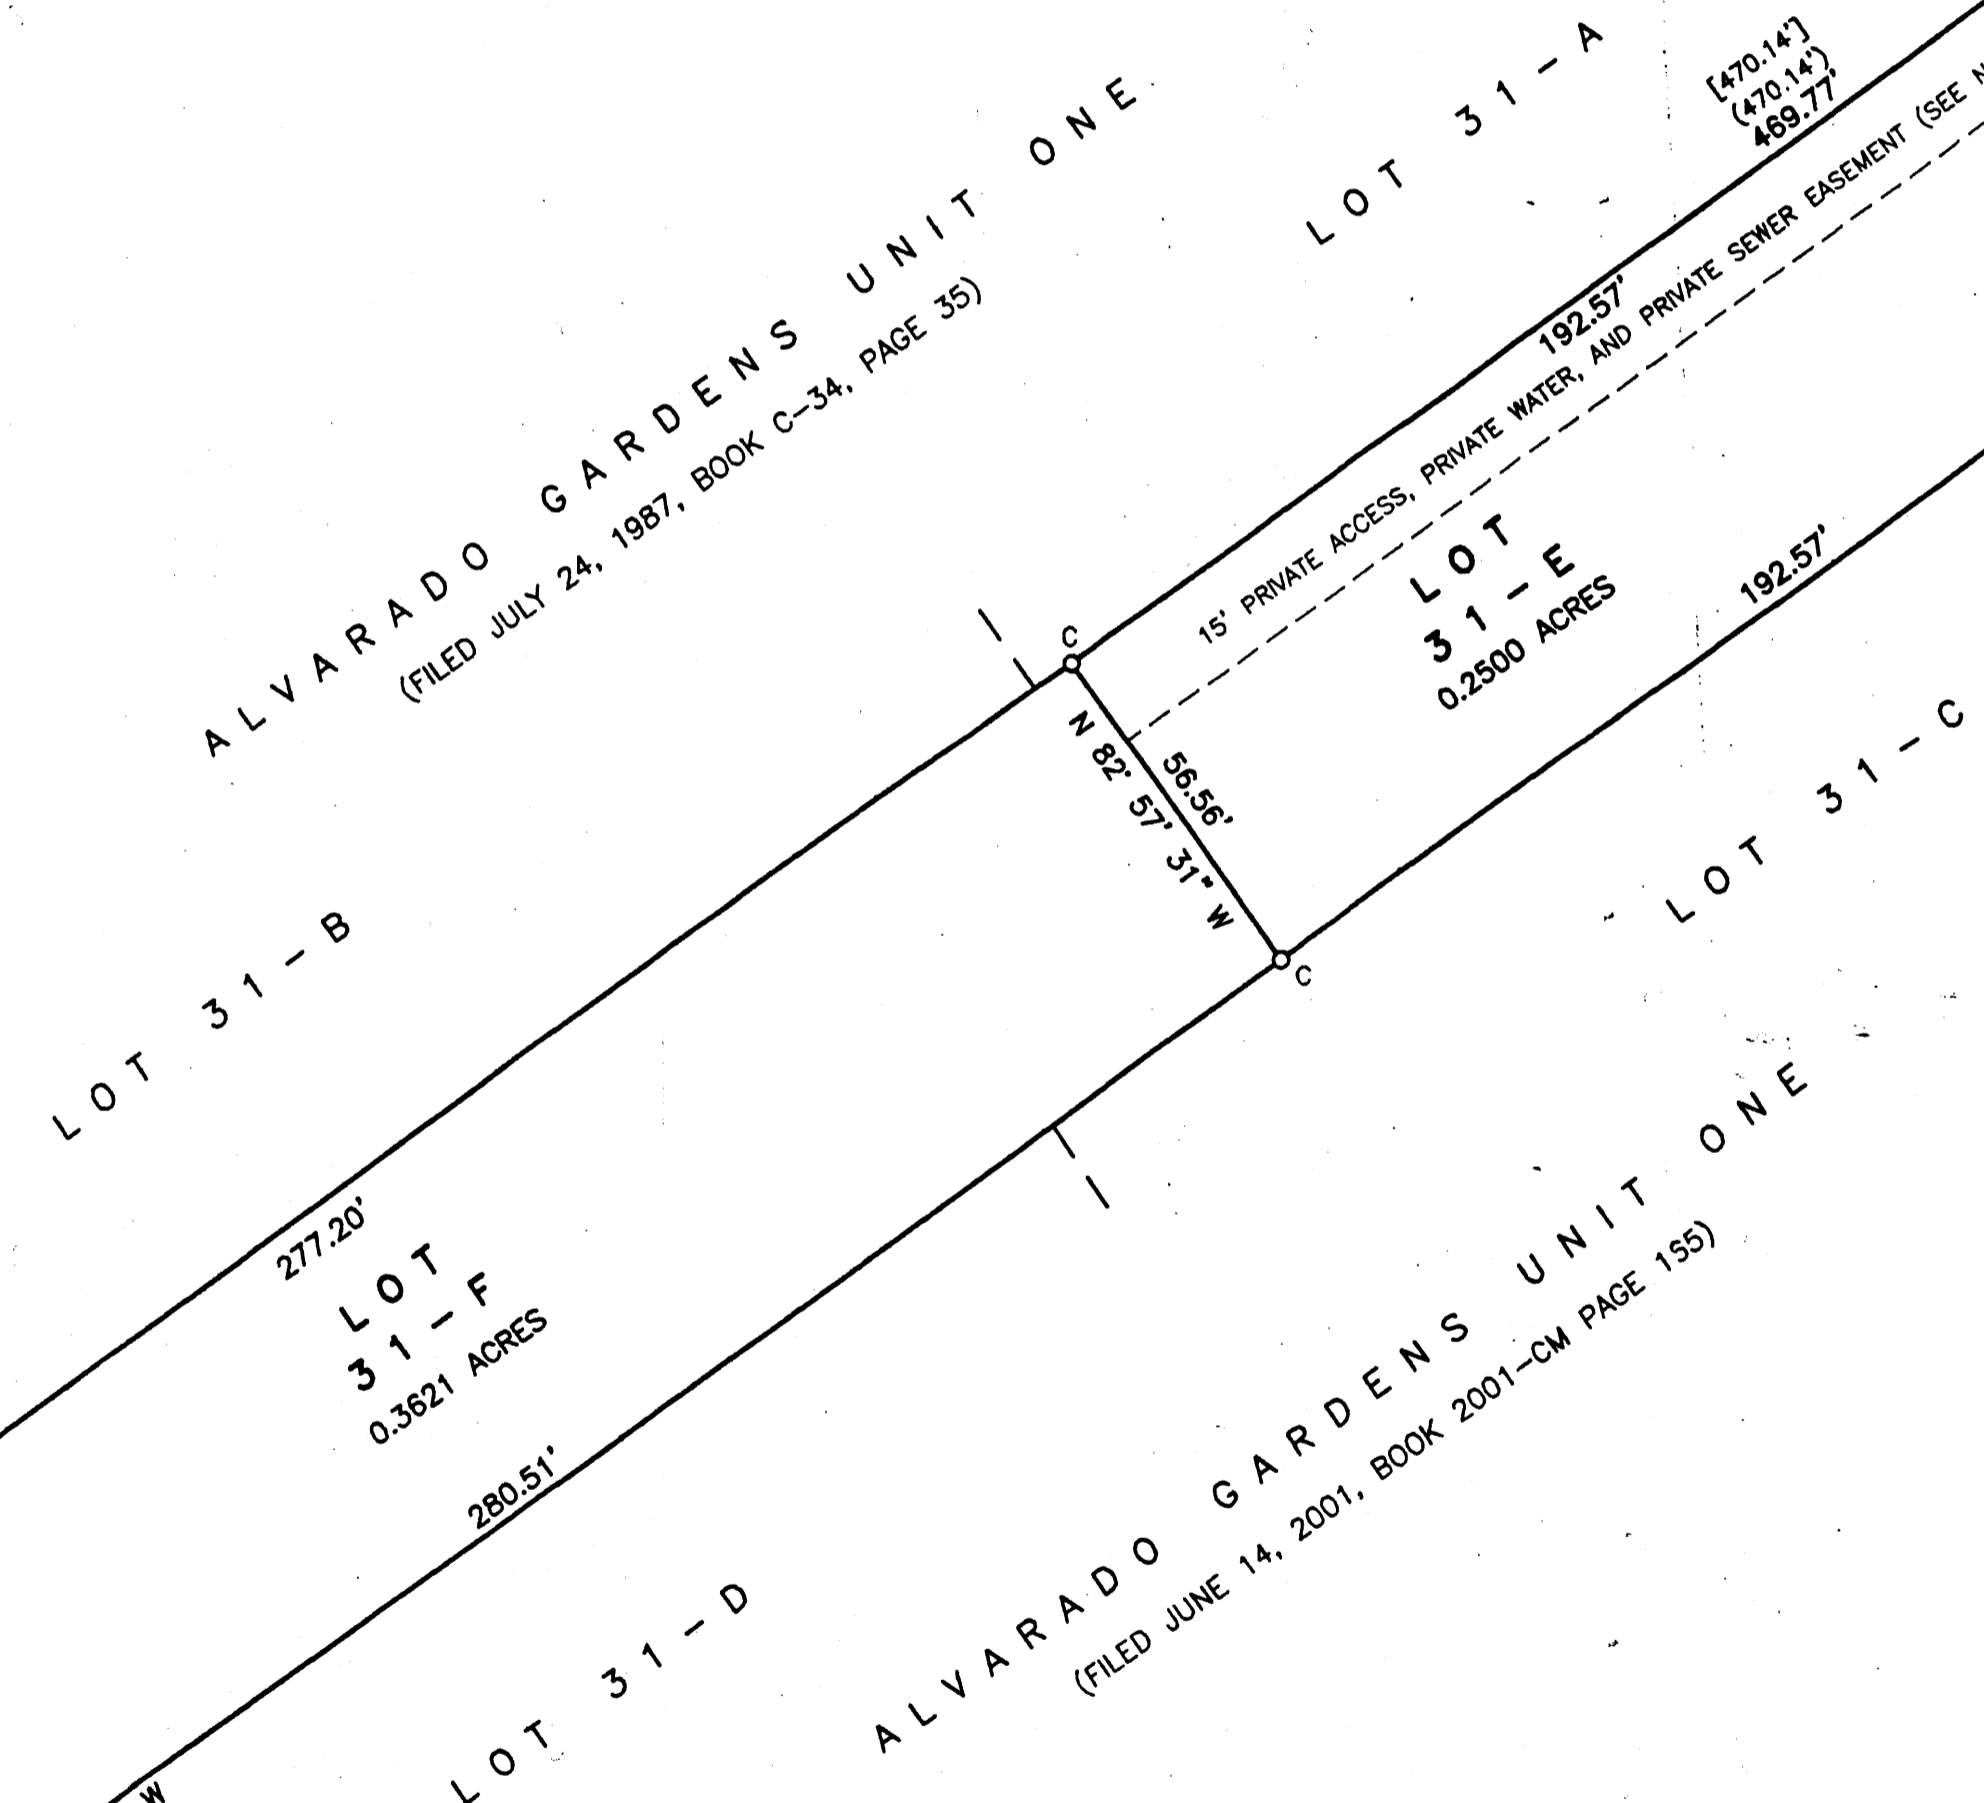 [470.14']
(470.14')
469.77'
LOT 31-A
ALVARADO GARDENS UNIT ONE
(FILED JULY 24, 1987, BOOK C-34, PAGE 35)
192.57'
15' PRIVATE ACCESS, PRIVATE WATER, AND PRIVATE SEWER EASEMENT (SEE N
LOT
31-E
0.2500 ACRES
192.57'
C
N 82° 57' 31" W
56.56'
C
LOT 31-C
LOT 31-B
277.20'
LOT
31-F
0.3621 ACRES
280.51'
LOT 31-D
ALVARADO GARDENS UNIT ONE
(FILED JUNE 14, 2001, BOOK 2001-CM PAGE 155)
W